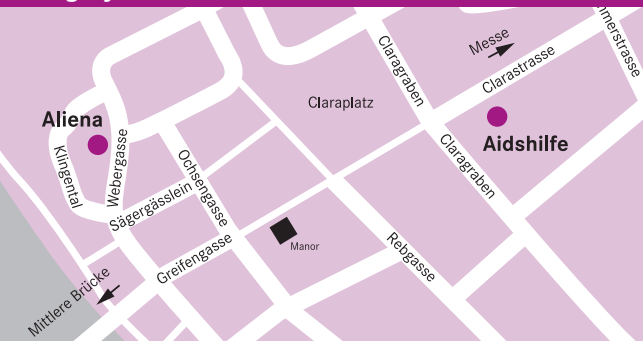 Messe
Clarastrasse
Claragraben
Claraplatz
Aliena
Aidshilfe
Klingental
Webergasse
Ochsengasse
Claragraben
Sägergässlein
Greifengasse
Manor
Rebgasse
Mittlere Brücke